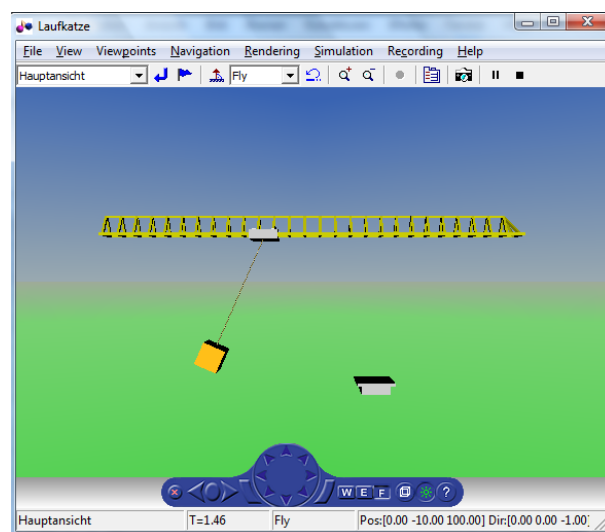 Laufkatze
File View Viewpoints Navigation Rendering Simulation Recording Help
Hauptansicht Fly
W E F ?
Hauptansicht T=1.46 Fly Pos:[0.00 -10.00 100.00] Dir:[0.00 0.00 -1.00]